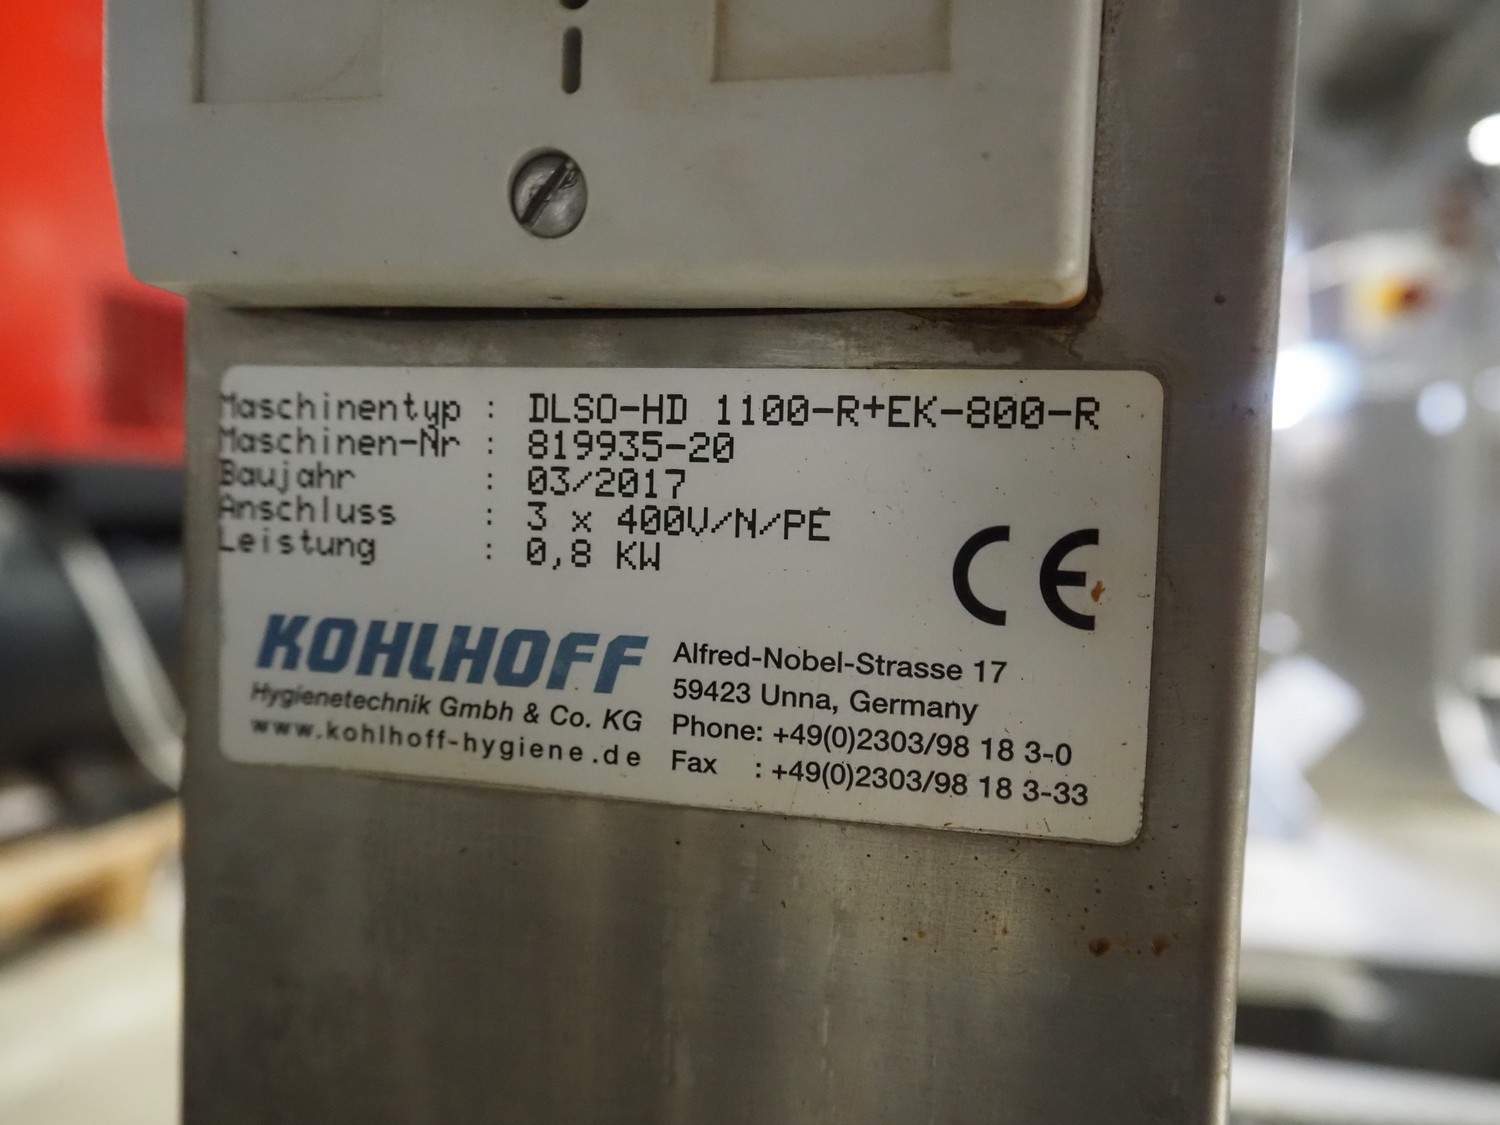 Maschinentyp : DLSO-HD 1100-R+EK-800-R
Maschinen-Nr : 819935-20
Baujahr : 03/2017
Anschluss : 3 x 400V/N/PE
Leistung : 0,8 KW
CE
KOHLHOFF
Hygienetechnik Gmbh & Co. KG
www.kohlhoff-hygiene.de
Alfred-Nobel-Strasse 17
59423 Unna, Germany
Phone: +49(0)2303/98 18 3-0
Fax : +49(0)2303/98 18 3-33